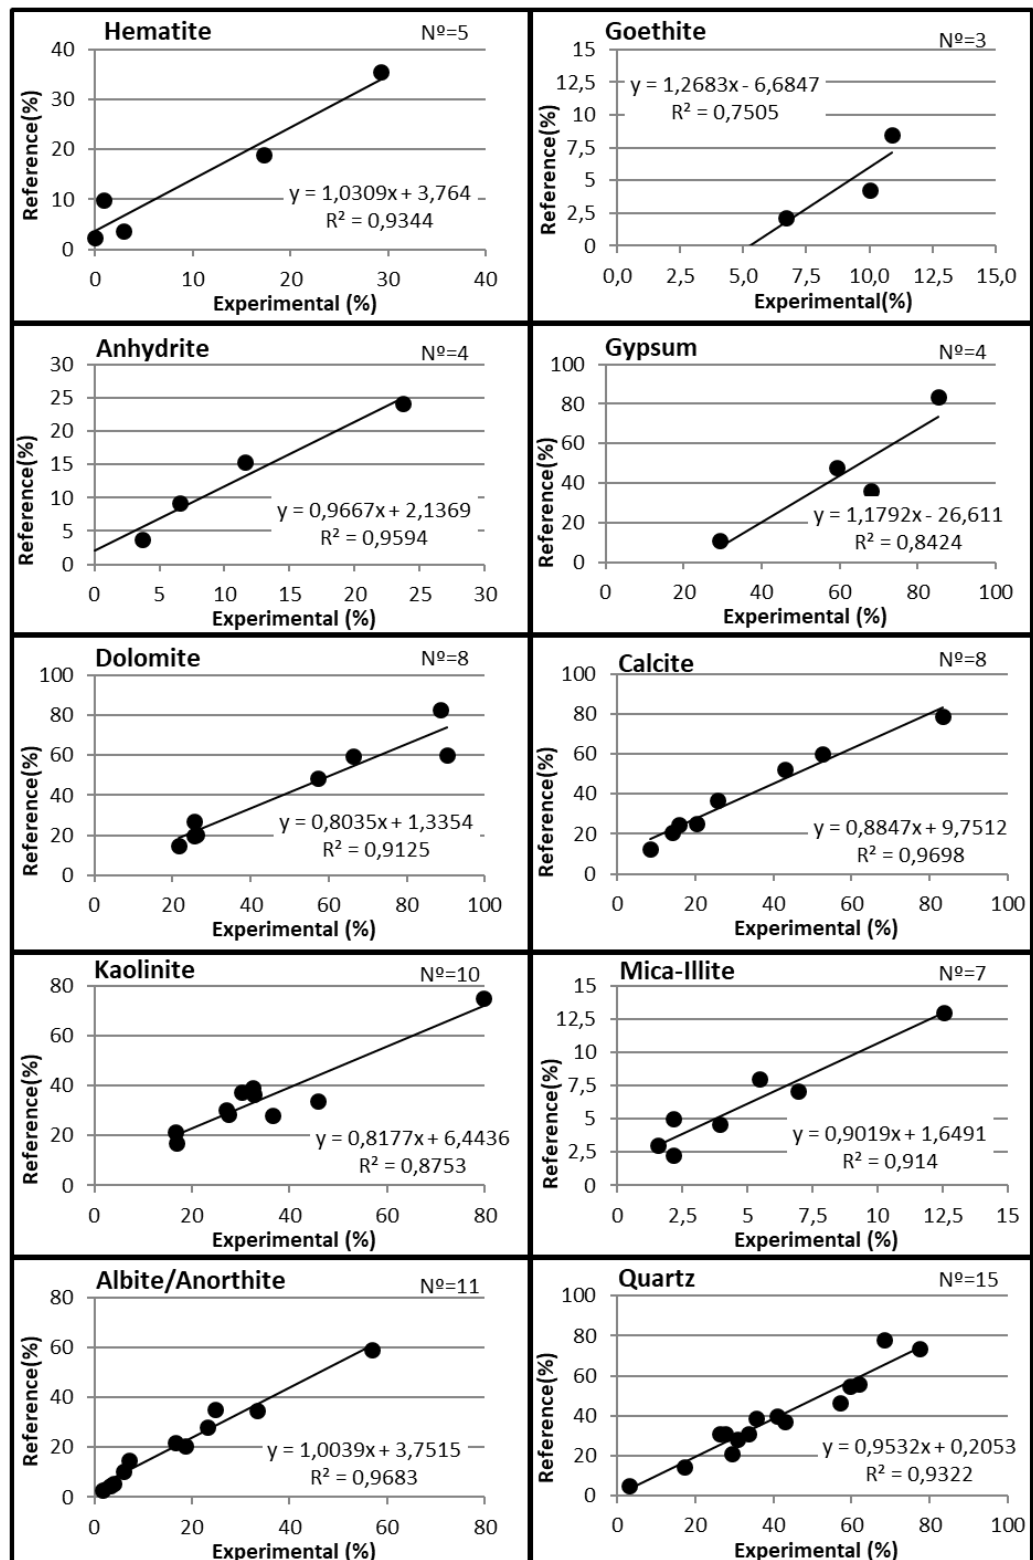 Hematite
Nº=5
Reference(%)
40
30
20
10
0
y = 1,0309x + 3,764
R² = 0,9344
0 10 20 30 40
Experimental (%)
Goethite
Nº=3
Reference(%)
15
12,5
10
7,5
5
2,5
0
y = 1,2683x - 6,6847
R² = 0,7505
0,0 2,5 5,0 7,5 10,0 12,5 15,0
Experimental(%)
Anhydrite
Nº=4
Reference(%)
30
25
20
15
10
5
0
y = 0,9667x + 2,1369
R² = 0,9594
0 5 10 15 20 25 30
Experimental (%)
Gypsum
Nº=4
Reference(%)
100
80
60
40
20
0
y = 1,1792x - 26,611
R² = 0,8424
0 20 40 60 80 100
Experimental (%)
Dolomite
Nº=8
Reference(%)
100
80
60
40
20
0
y = 0,8035x + 1,3354
R² = 0,9125
0 20 40 60 80 100
Experimental (%)
Calcite
Nº=8
Reference(%)
100
80
60
40
20
0
y = 0,8847x + 9,7512
R² = 0,9698
0 20 40 60 80 100
Experimental (%)
Kaolinite
Nº=10
Reference(%)
80
60
40
20
0
y = 0,8177x + 6,4436
R² = 0,8753
0 20 40 60 80
Experimental (%)
Mica-Illite
Nº=7
Reference(%)
15
12,5
10
7,5
5
2,5
0
y = 0,9019x + 1,6491
R² = 0,914
0 2,5 5 7,5 10 12,5 15
Experimental (%)
Albite/Anorthite
Nº=11
Reference(%)
80
60
40
20
0
y = 1,0039x + 3,7515
R² = 0,9683
0 20 40 60 80
Experimental (%)
Quartz
Nº=15
Reference(%)
100
80
60
40
20
0
y = 0,9532x + 0,2053
R² = 0,9322
0 20 40 60 80 100
Experimental (%)